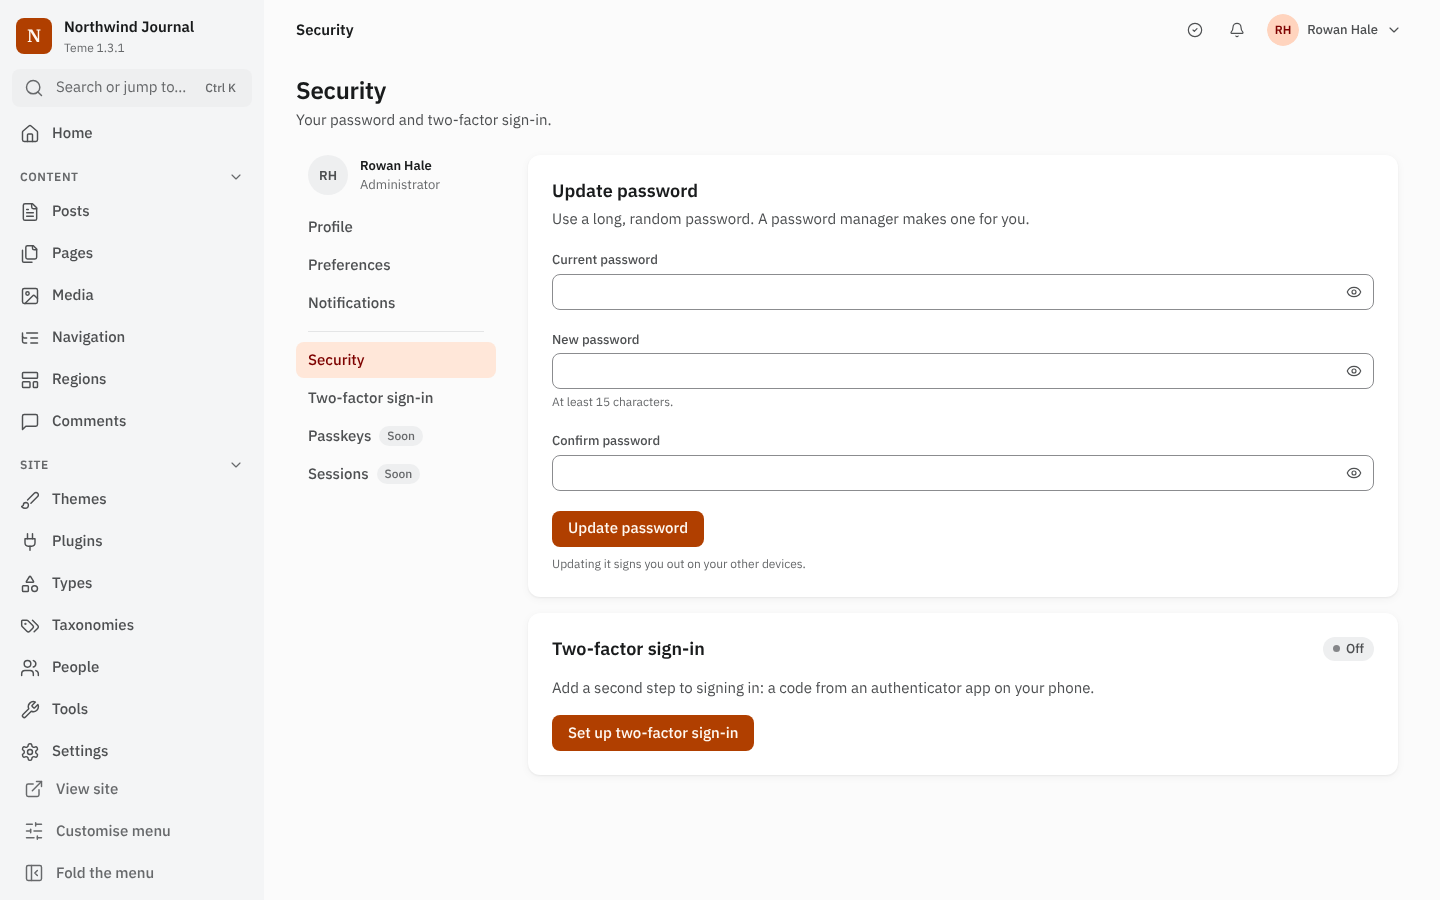 N
Northwind Journal
Teme 1.3.1
Search or jump to...
Ctrl K
Home
CONTENT
Posts
Pages
Media
Navigation
Regions
Comments
SITE
Themes
Plugins
Types
Taxonomies
People
Tools
Settings
View site
Customise menu
Fold the menu
Security
RH
Rowan Hale
Security
Your password and two-factor sign-in.
RH
Rowan Hale
Administrator
Profile
Preferences
Notifications
Security
Two-factor sign-in
Passkeys Soon
Sessions Soon
Update password
Use a long, random password. A password manager makes one for you.
Current password
New password
At least 15 characters.
Confirm password
Update password
Updating it signs you out on your other devices.
Two-factor sign-in
Off
Add a second step to signing in: a code from an authenticator app on your phone.
Set up two-factor sign-in